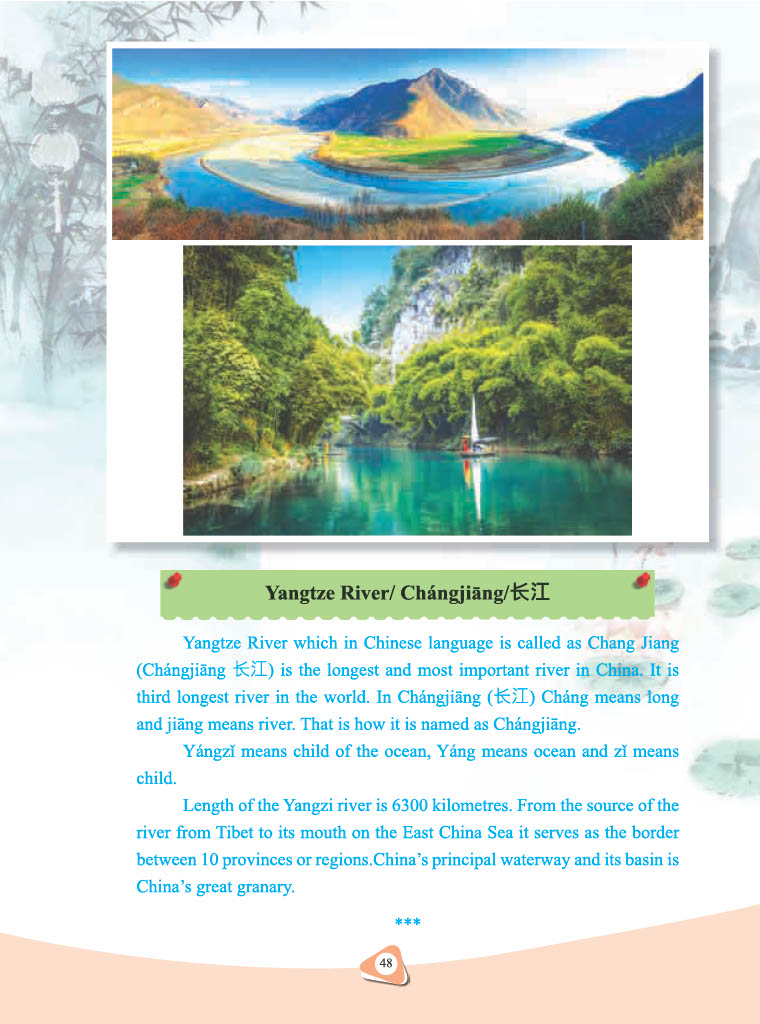 Yangtze River/ Chángjiāng/长江
Yangtze River which in Chinese language is called as Chang Jiang
(Chángjiāng 长江) is the longest and most important river in China. It is
third longest river in the world. In Chángjiāng (长江) Cháng means long
and jiāng means river. That is how it is named as Chángjiāng.
Yángzǐ means child of the ocean, Yáng means ocean and zǐ means
child.
Length of the Yangzi river is 6300 kilometres. From the source of the
river from Tibet to its mouth on the East China Sea it serves as the border
between 10 provinces or regions.China's principal waterway and its basin is
China's great granary.
***
48